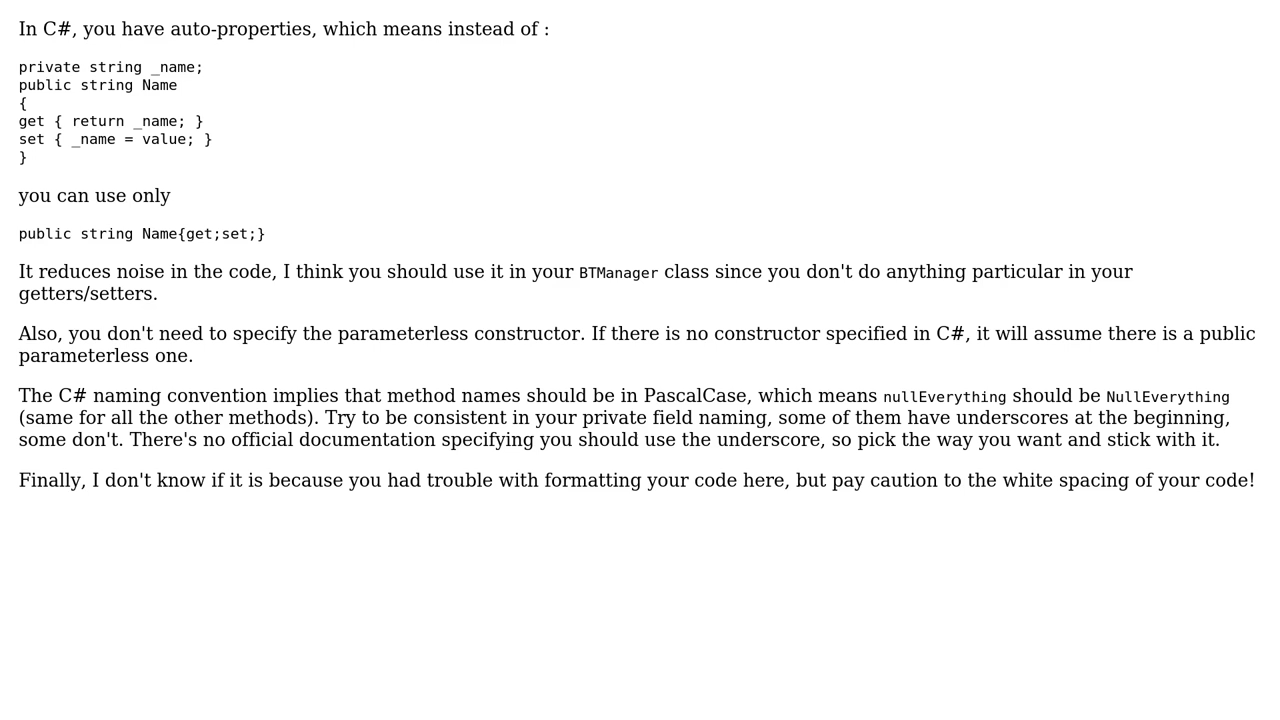 In C#, you have auto-properties, which means instead of :
private string _name;
public string Name
{
get { return _name; }
set { _name = value; }
}
you can use only
public string Name{get;set;}
It reduces noise in the code, I think you should use it in your BTManager class since you don't do anything particular in your
getters/setters.
Also, you don't need to specify the parameterless constructor. If there is no constructor specified in C#, it will assume there is a public
parameterless one.
The C# naming convention implies that method names should be in PascalCase, which means nullEverything should be NullEverything
(same for all the other methods). Try to be consistent in your private field naming, some of them have underscores at the beginning,
some don't. There's no official documentation specifying you should use the underscore, so pick the way you want and stick with it.
Finally, I don't know if it is because you had trouble with formatting your code here, but pay caution to the white spacing of your code!